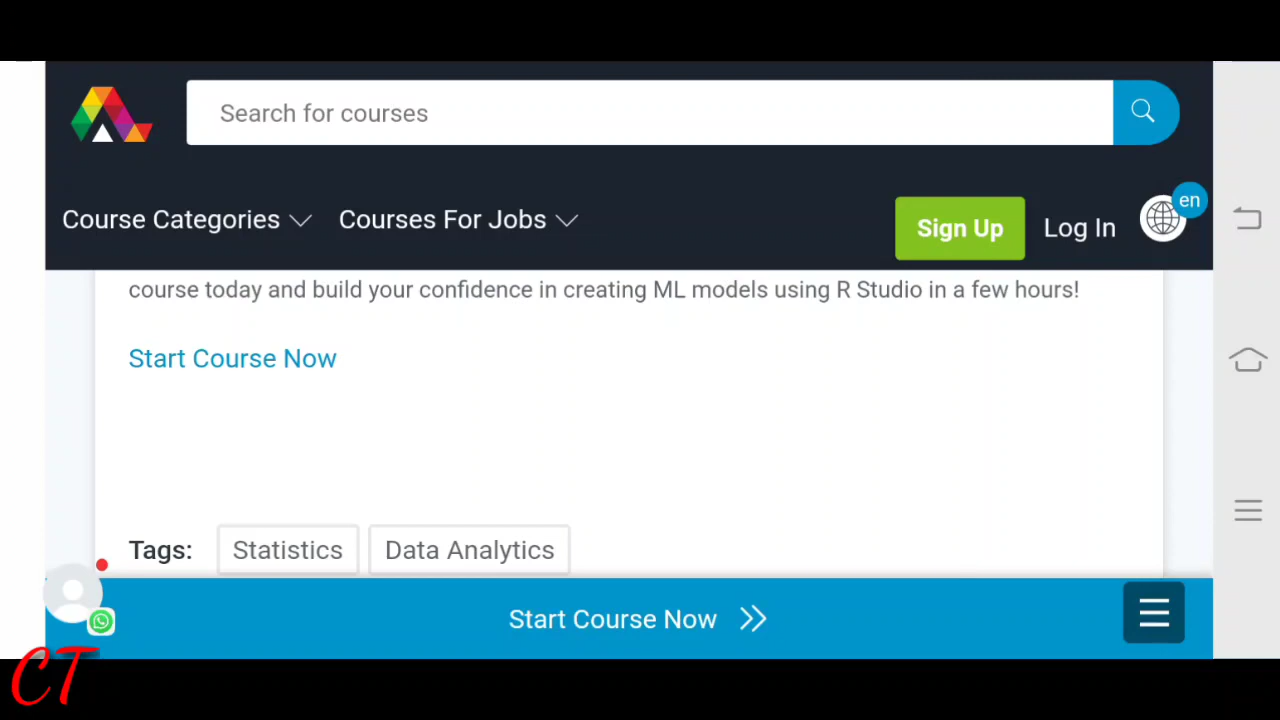 Search for courses
Course Categories
Courses For Jobs
Sign Up
Log In
en
course today and build your confidence in creating ML models using R Studio in a few hours!
Start Course Now
Tags: Statistics Data Analytics
Start Course Now
CT